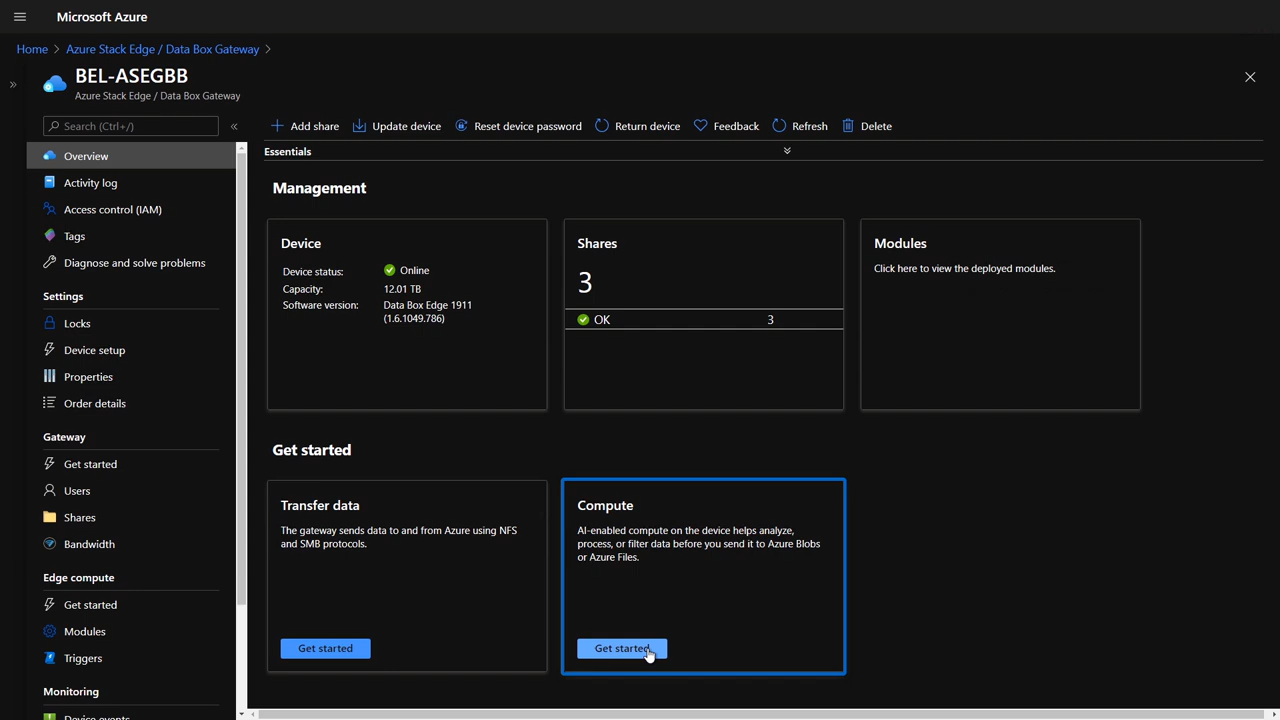 Microsoft Azure
Home > Azure Stack Edge / Data Box Gateway >
BEL-ASEGBB
Azure Stack Edge / Data Box Gateway
Search (Ctrl+/)
Add share
Update device
Reset device password
Return device
Feedback
Refresh
Delete
Overview
Activity log
Access control (IAM)
Tags
Diagnose and solve problems
Settings
Locks
Device setup
Properties
Order details
Gateway
Get started
Users
Shares
Bandwidth
Edge compute
Get started
Modules
Triggers
Monitoring
Device events
Essentials
Management
Device
Device status: Online
Capacity: 12.01 TB
Software version: Data Box Edge 1911
(1.6.1049.786)
Shares
3
OK 3
Modules
Click here to view the deployed modules.
Get started
Transfer data
The gateway sends data to and from Azure using NFS
and SMB protocols.
Get started
Compute
AI-enabled compute on the device helps analyze,
process, or filter data before you send it to Azure Blobs
or Azure Files.
Get started